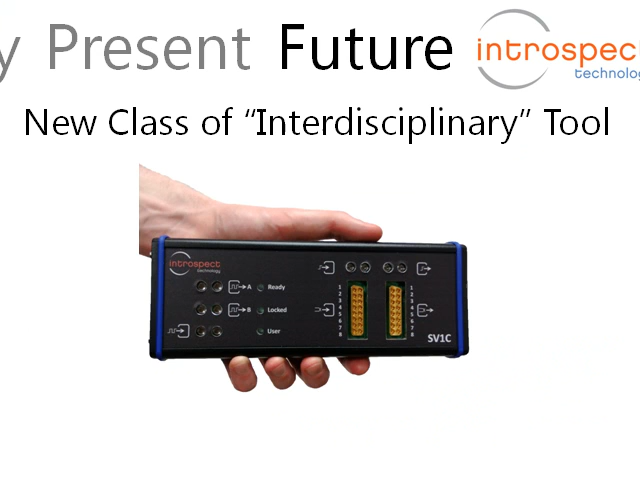 y Present Future
introspect
technology
New Class of “Interdisciplinary” Tool
introspect
technology
A
Ready
B
Locked
User
1
2
3
4
5
6
7
8
1
2
3
4
5
6
7
8
SV1C